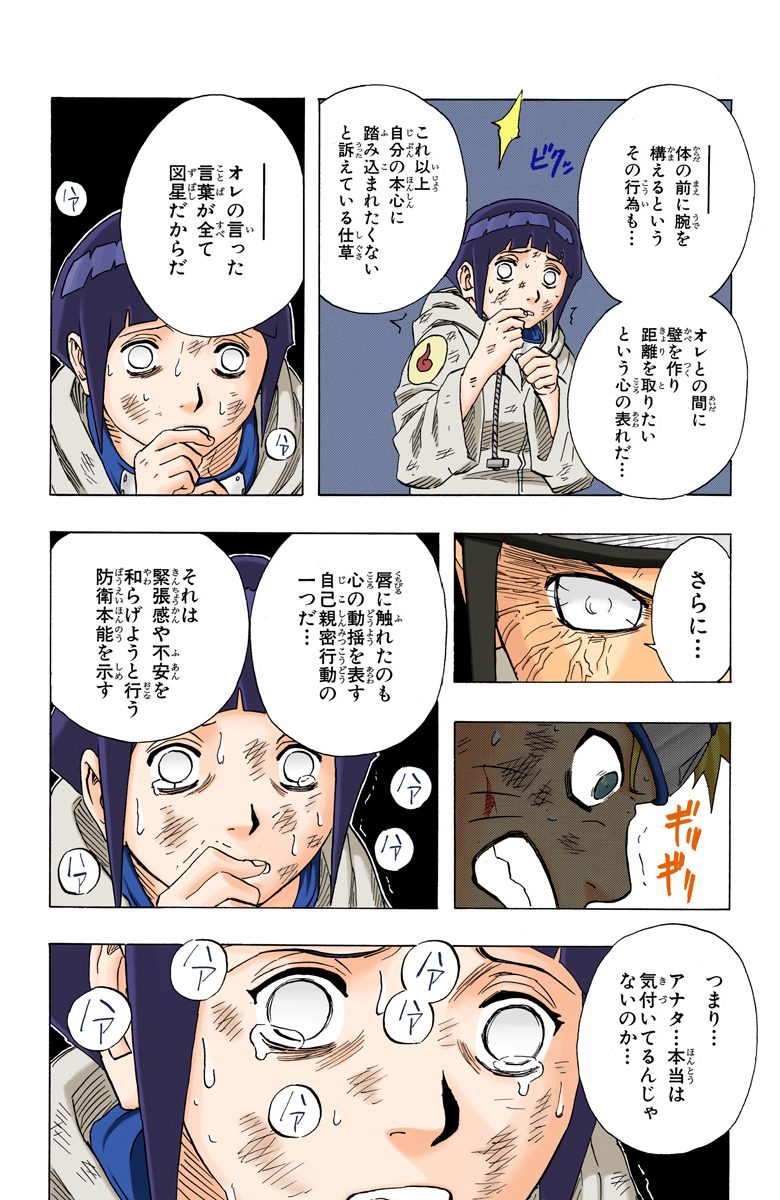 体の前に腕を
構えるという
その行為も…
オレとの間に
壁を作り
距離を取りたい
という心の表れだ…
ビクッ
これ以上
自分の本心に
踏み込まれたくない
と訴えている仕草
オレの言った
言葉が全て
図星だからだ
ハァ
ハァ
さらに…
ギリ
ギリ
唇に触れたのも
心の動揺を表す
自己親密行動の
一つだ…
それは
緊張感や不安を
和らげようと行う
防衛本能を示す
ハァ
ハァ
ハァ
つまり…
アナタ…本当は
気付いてるんじゃ
ないのか…
ハァ
ハァ
ハァ
ハァ
ハァ